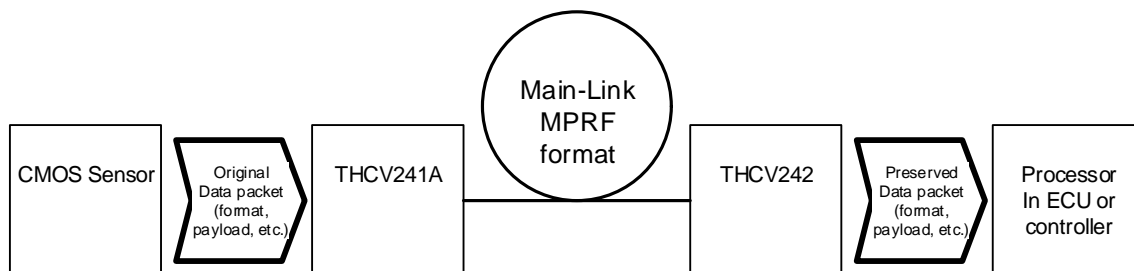 CMOS Sensor
Original
Data packet
(format,
payload, etc.)
THCV241A
Main-Link
MPRF
format
THCV242
Preserved
Data packet
(format,
payload, etc.)
Processor
In ECU or
controller